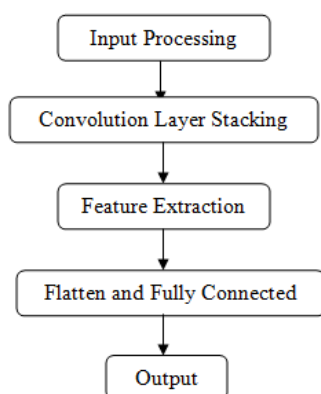 Input Processing
Convolution Layer Stacking
Feature Extraction
Flatten and Fully Connected
Output